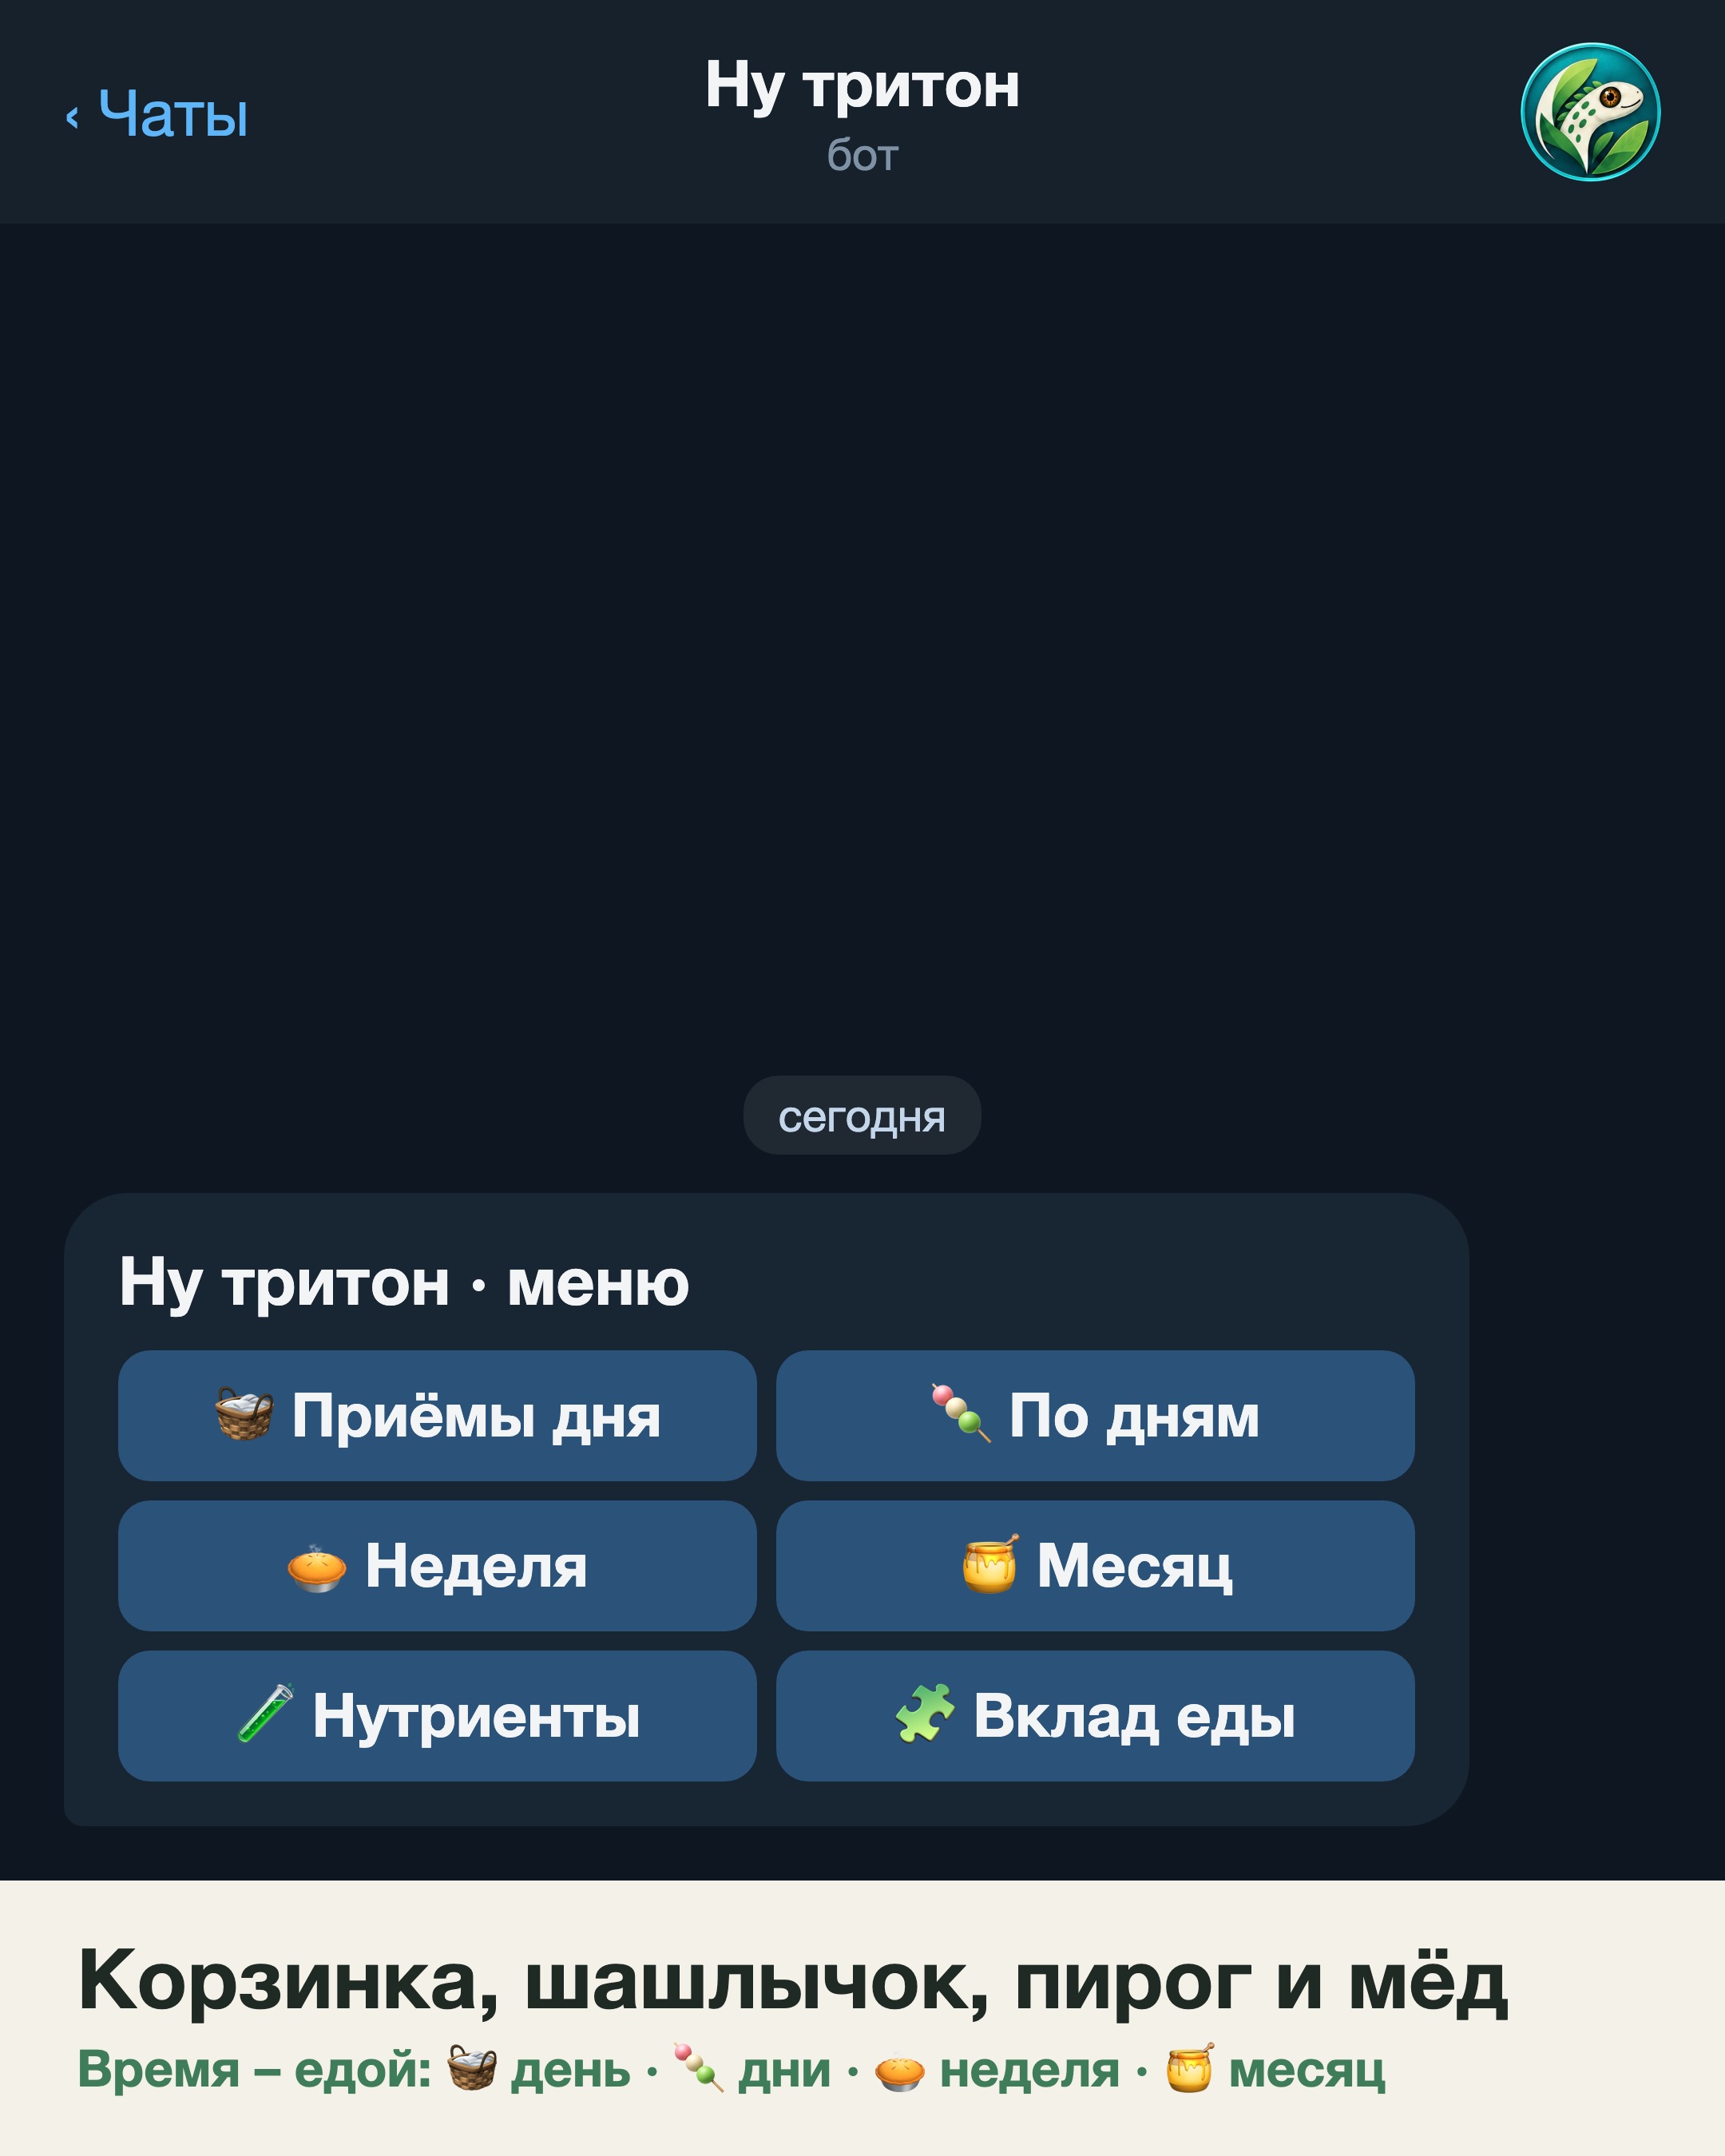 ‹ Чаты
Ну тритон
бот
сегодня
Ну тритон · меню
🧺 Приёмы дня
🍡 По дням
🥧 Неделя
🍯 Месяц
🧪 Нутриенты
🧩 Вклад еды
Корзинка, шашлычок, пирог и мёд
Время – едой: 🧺 день · 🍡 дни · 🥧 неделя · 🍯 месяц